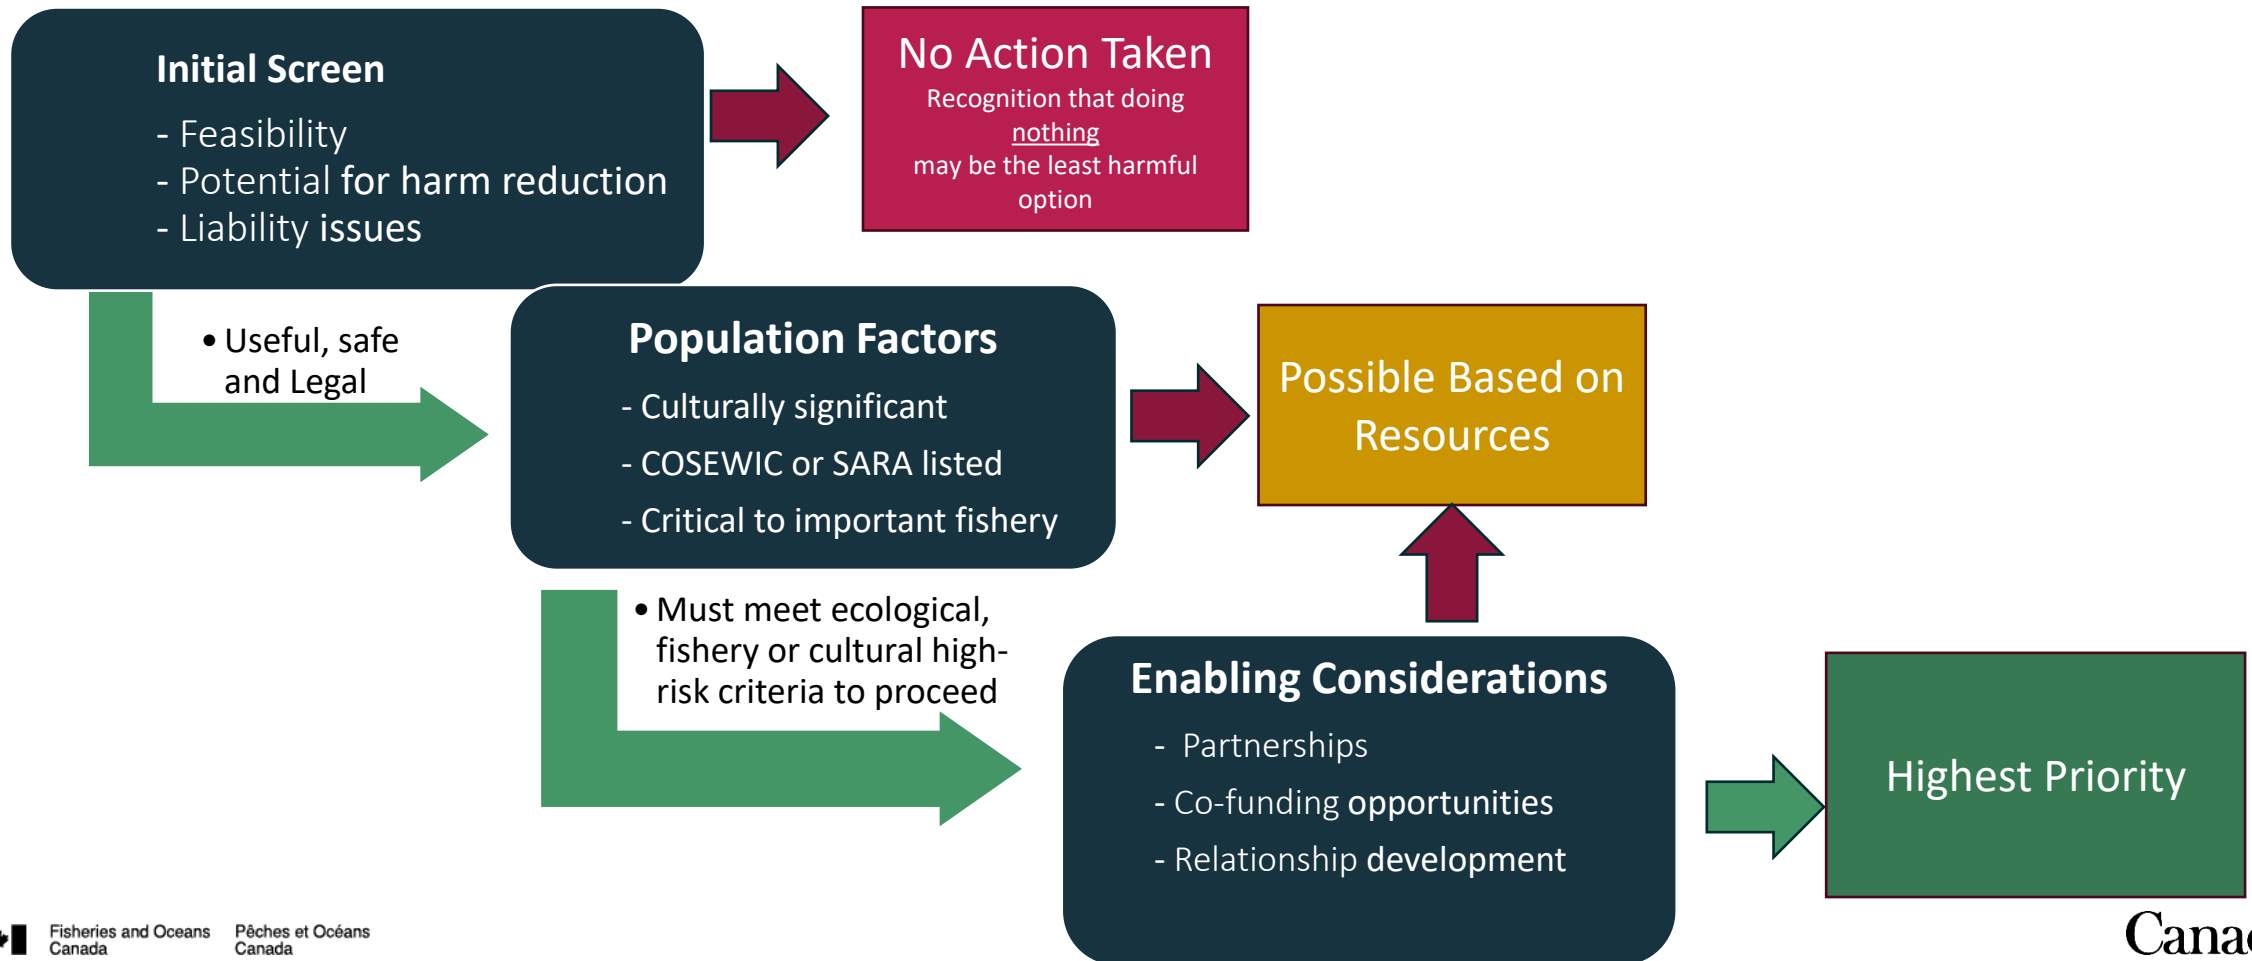 Initial Screen
- Feasibility
- Potential for harm reduction
- Liability issues
No Action Taken
Recognition that doing
nothing
may be the least harmful
option
• Useful, safe
and Legal
Population Factors
- Culturally significant
- COSEWIC or SARA listed
- Critical to important fishery
Possible Based on
Resources
• Must meet ecological,
fishery or cultural high-
risk criteria to proceed
Enabling Considerations
- Partnerships
- Co-funding opportunities
- Relationship development
Highest Priority
Fisheries and Oceans
Canada
Pêches et Océans
Canada